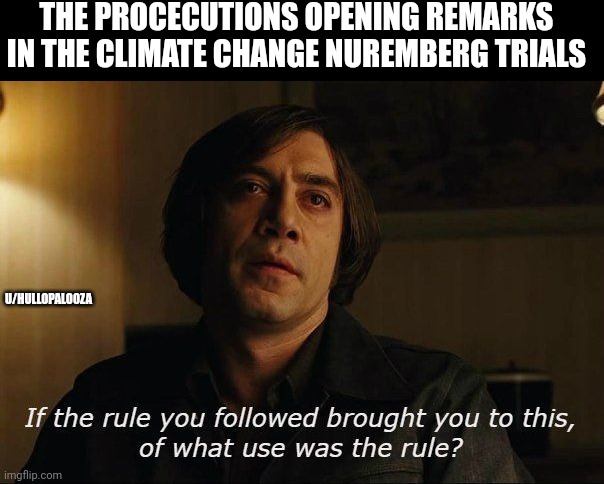 THE PROCECUTIONS OPENING REMARKS
IN THE CLIMATE CHANGE NUREMBERG TRIALS
U/HULLOPALOOZA
If the rule you followed brought you to this,
of what use was the rule?
imgflip.com